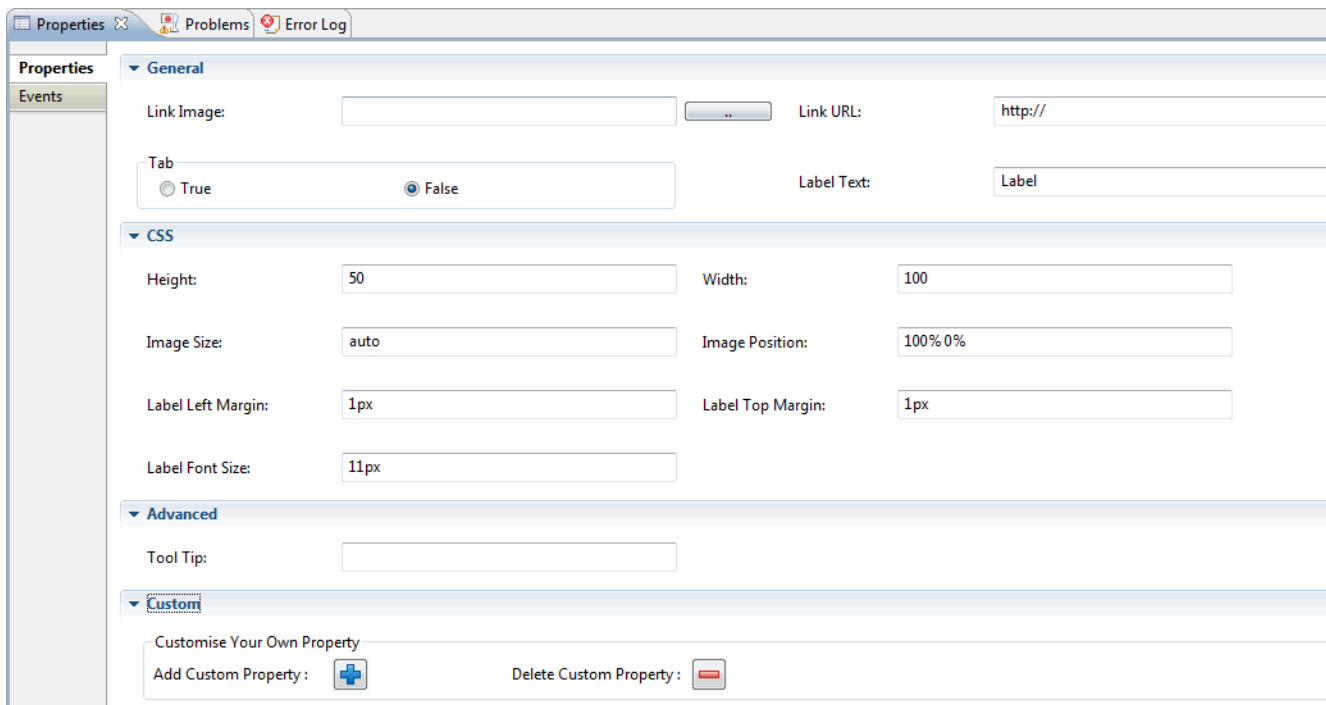 Properties Problems Error Log
Properties
Events
General
Link Image: .. Link URL: http://
Tab
True False
Label Text: Label
CSS
Height: 50 Width: 100
Image Size: auto Image Position: 100% 0%
Label Left Margin: 1px Label Top Margin: 1px
Label Font Size: 11px
Advanced
Tool Tip:
Custom
Customise Your Own Property
Add Custom Property : Delete Custom Property :